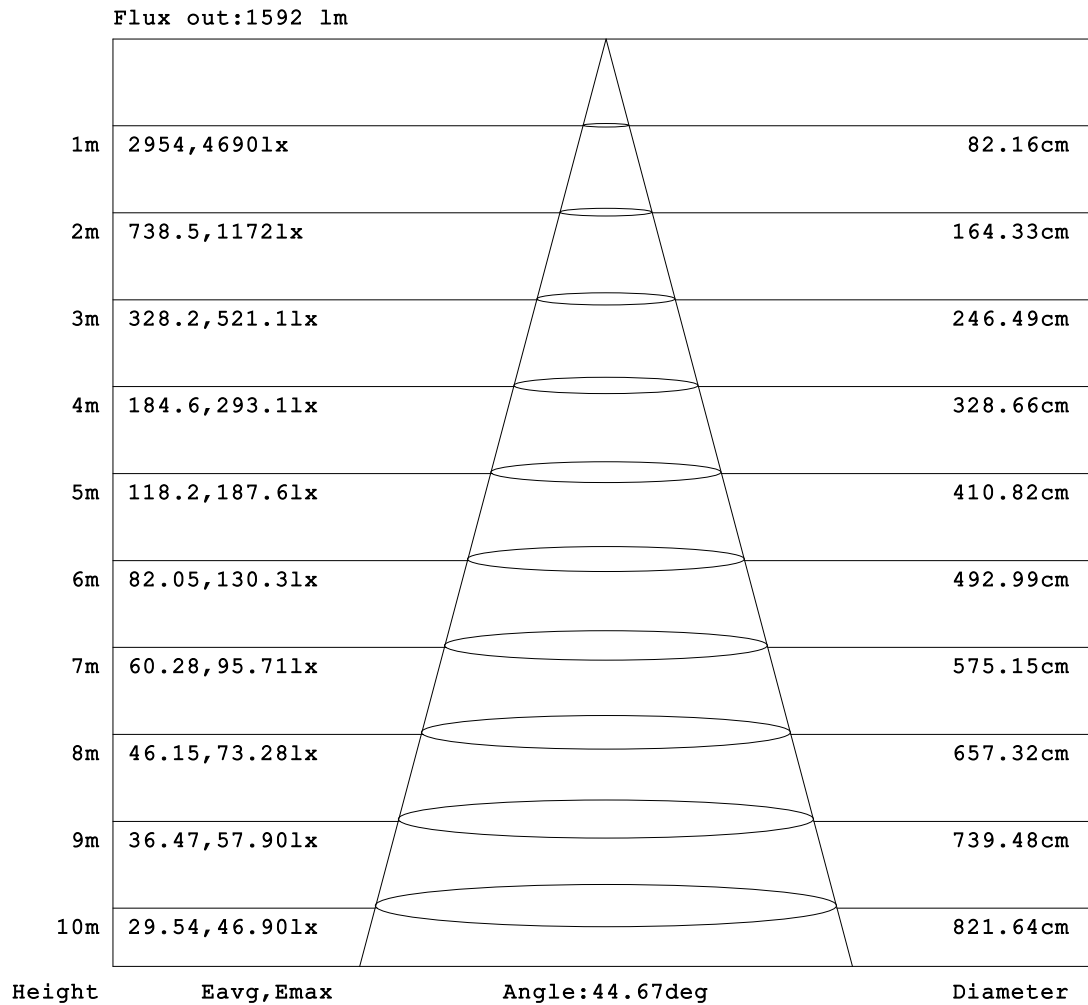 Flux out:1592 lm
1m 2954,4690lx 82.16cm
2m 738.5,1172lx 164.33cm
3m 328.2,521.1lx 246.49cm
4m 184.6,293.1lx 328.66cm
5m 118.2,187.6lx 410.82cm
6m 82.05,130.3lx 492.99cm
7m 60.28,95.71lx 575.15cm
8m 46.15,73.28lx 657.32cm
9m 36.47,57.90lx 739.48cm
10m 29.54,46.90lx 821.64cm
Height Eavg,Emax Angle:44.67deg Diameter